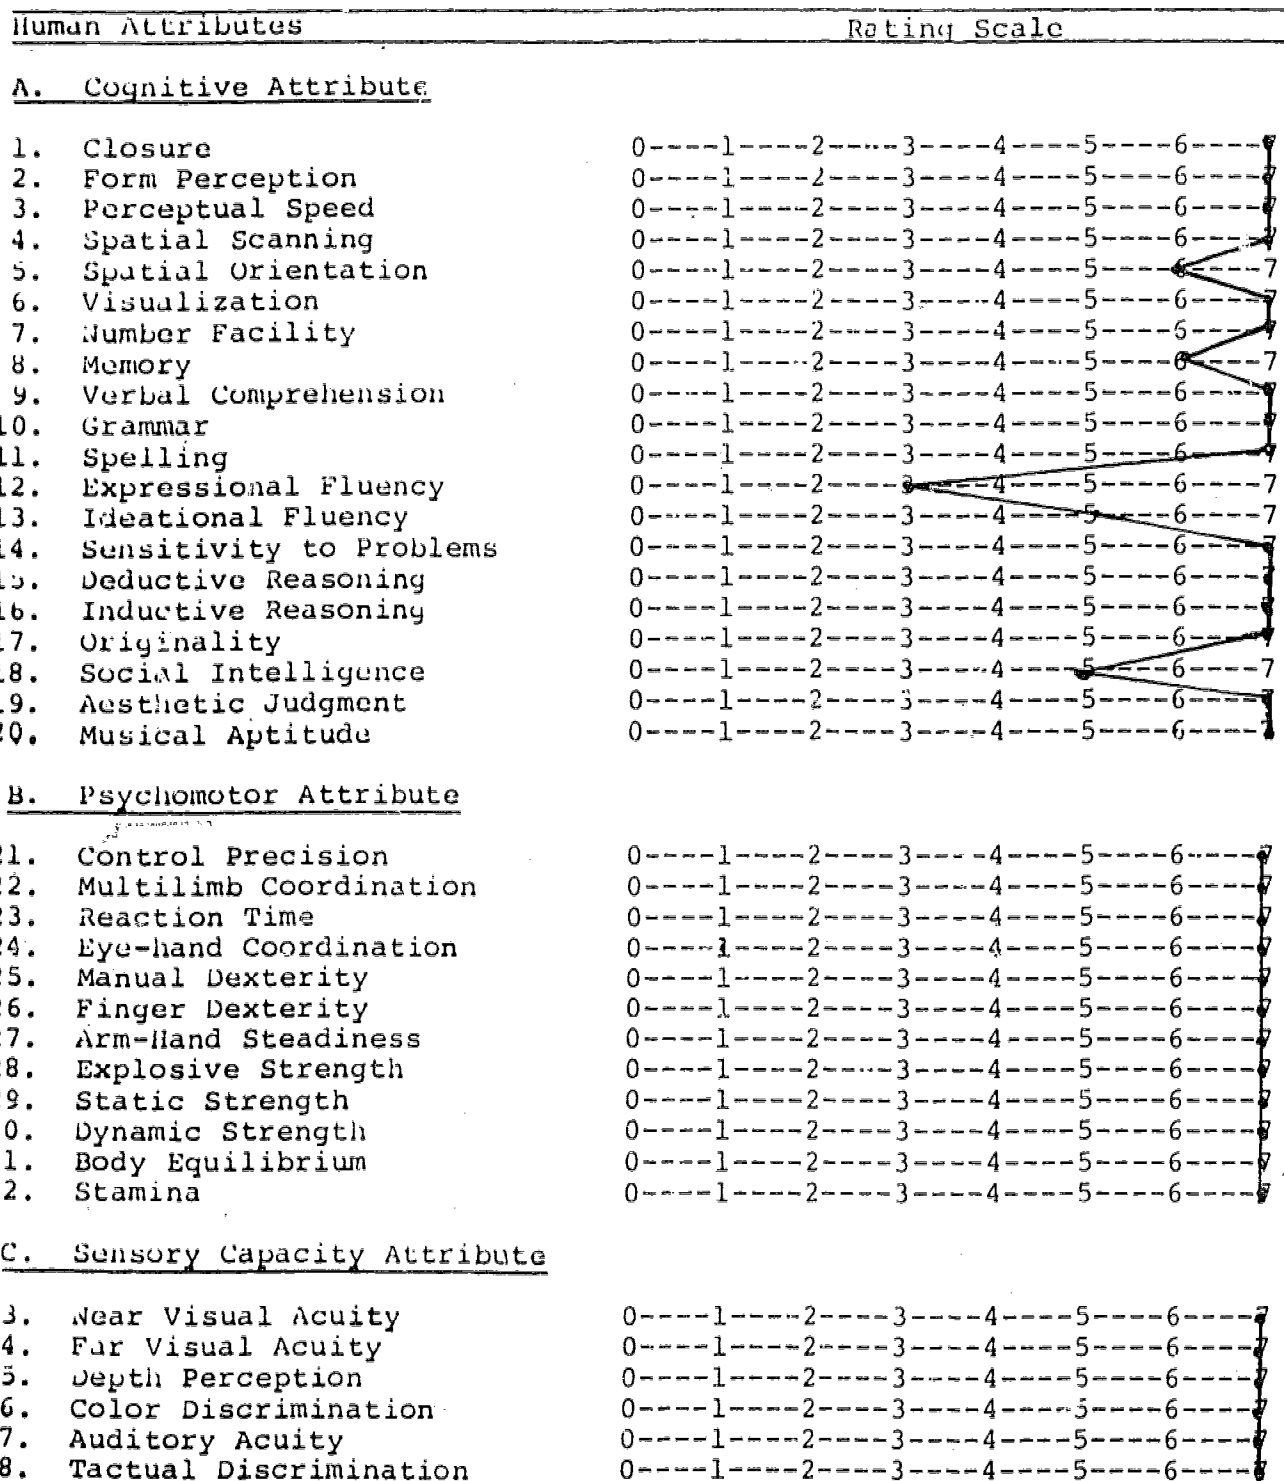 Human Attributes Rating Scale
A. Cognitive Attribute
1. Closure 0----1----2----3----4----5----6----7
2. Form Perception 0----1----2----3----4----5----6----7
3. Perceptual Speed 0----1----2----3----4----5----6----7
4. Spatial Scanning 0----1----2----3----4----5----6----7
5. Spatial Orientation 0----1----2----3----4----5----6----7
6. Visualization 0----1----2----3----4----5----6----7
7. Number Facility 0----1----2----3----4----5----6----7
8. Memory 0----1----2----3----4----5----6----7
9. Verbal Comprehension 0----1----2----3----4----5----6----7
10. Grammar 0----1----2----3----4----5----6----7
11. Spelling 0----1----2----3----4----5----6----7
12. Expressional Fluency 0----1----2----3----4----5----6----7
13. Ideational Fluency 0----1----2----3----4----5----6----7
14. Sensitivity to Problems 0----1----2----3----4----5----6----7
15. Deductive Reasoning 0----1----2----3----4----5----6----7
16. Inductive Reasoning 0----1----2----3----4----5----6----7
17. Originality 0----1----2----3----4----5----6----7
18. Social Intelligence 0----1----2----3----4----5----6----7
19. Aesthetic Judgment 0----1----2----3----4----5----6----7
20. Musical Aptitude 0----1----2----3----4----5----6----7
B. Psychomotor Attribute
21. Control Precision 0----1----2----3----4----5----6----7
22. Multilimb Coordination 0----1----2----3----4----5----6----7
23. Reaction Time 0----1----2----3----4----5----6----7
24. Eye-hand Coordination 0----1----2----3----4----5----6----7
25. Manual Dexterity 0----1----2----3----4----5----6----7
26. Finger Dexterity 0----1----2----3----4----5----6----7
27. Arm-Hand Steadiness 0----1----2----3----4----5----6----7
28. Explosive Strength 0----1----2----3----4----5----6----7
29. Static Strength 0----1----2----3----4----5----6----7
0. Dynamic Strength 0----1----2----3----4----5----6----7
1. Body Equilibrium 0----1----2----3----4----5----6----7
2. Stamina 0----1----2----3----4----5----6----7
C. Sensory Capacity Attribute
3. Near Visual Acuity 0----1----2----3----4----5----6----7
4. Far Visual Acuity 0----1----2----3----4----5----6----7
5. Depth Perception 0----1----2----3----4----5----6----7
6. Color Discrimination 0----1----2----3----4----5----6----7
7. Auditory Acuity 0----1----2----3----4----5----6----7
8. Tactual Discrimination 0----1----2----3----4----5----6----7